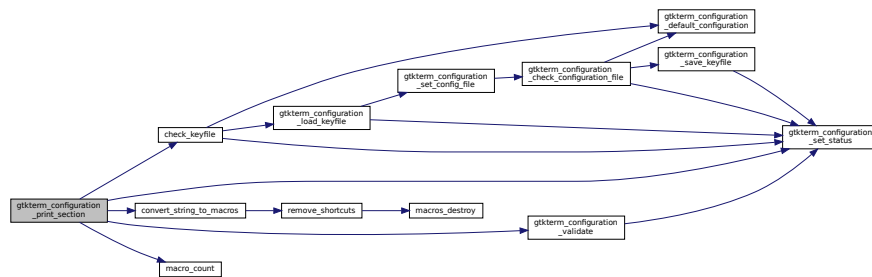 gtkterm_configuration
_print_section
check_keyfile
gtkterm_configuration
_load_keyfile
gtkterm_configuration
_set_config_file
gtkterm_configuration
_check_configuration_file
gtkterm_configuration
_default_configuration
gtkterm_configuration
_save_keyfile
gtkterm_configuration
_set_status
convert_string_to_macros
remove_shortcuts
macros_destroy
gtkterm_configuration
_validate
macro_count